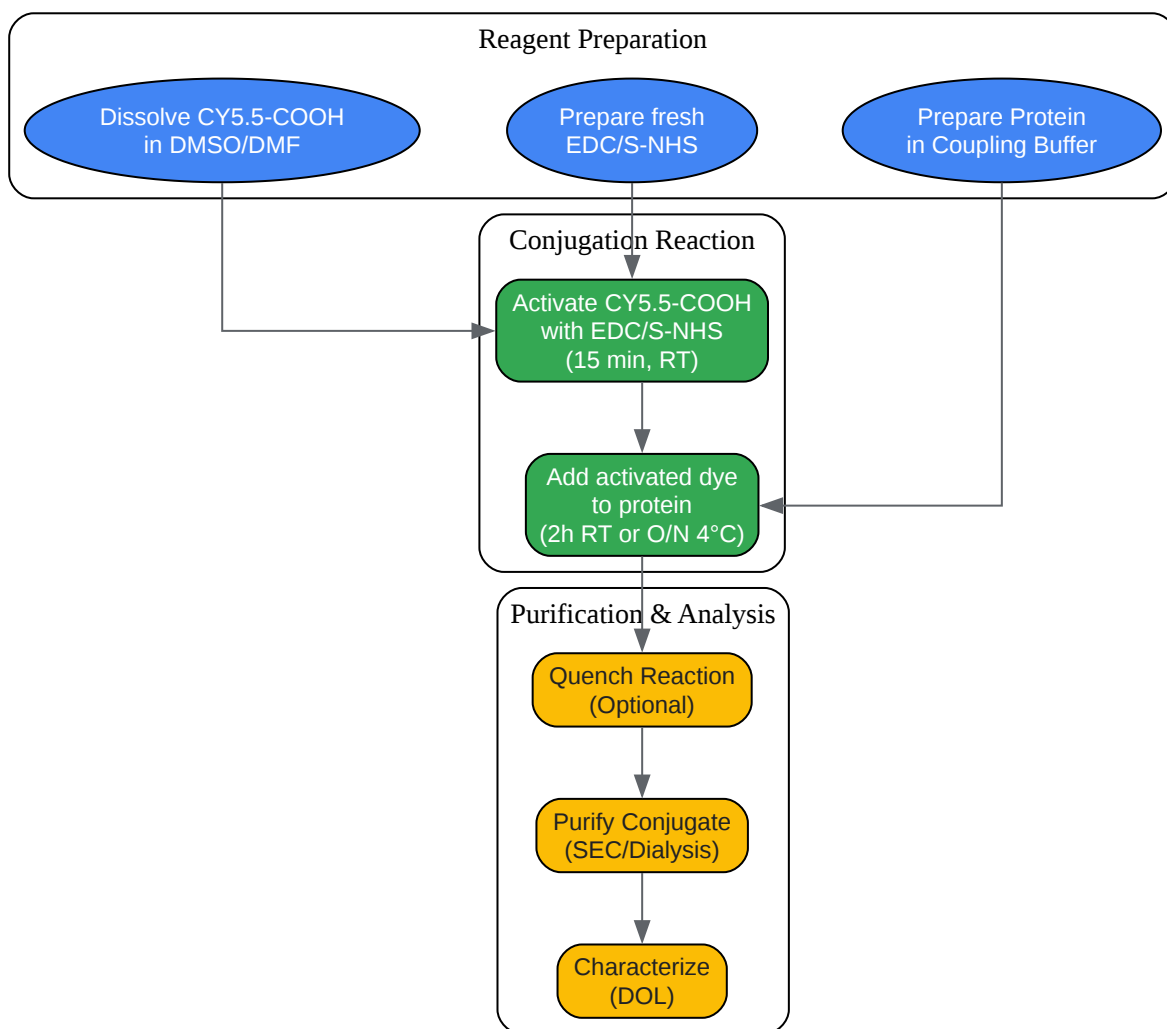 Reagent Preparation
Dissolve CY5.5-COOH
in DMSO/DMF
Prepare fresh
EDC/S-NHS
Prepare Protein
in Coupling Buffer
Conjugation Reaction
Activate CY5.5-COOH
with EDC/S-NHS
(15 min, RT)
Add activated dye
to protein
(2h RT or O/N 4°C)
Purification & Analysis
Quench Reaction
(Optional)
Purify Conjugate
(SEC/Dialysis)
Characterize
(DOL)